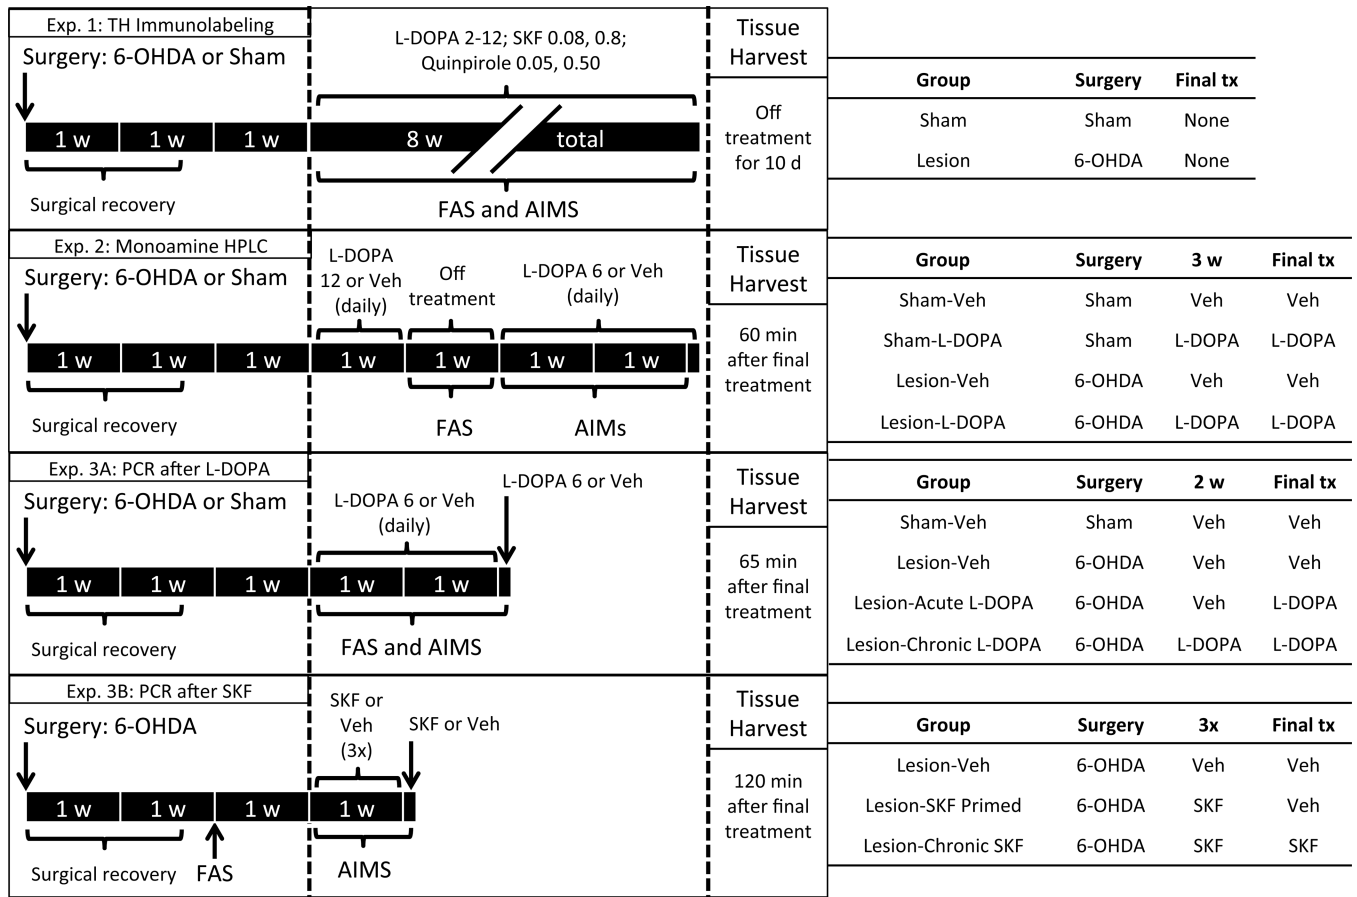 Exp. 1: TH Immunolabeling
Surgery: 6-OHDA or Sham
1 w 1 w 1 w 8 w total
Surgical recovery
L-DOPA 2-12; SKF 0.08, 0.8;
Quinpirole 0.05, 0.50
FAS and AIMS
Tissue
Harvest
Off
treatment
for 10 d
Group Surgery Final tx
Sham Sham None
Lesion 6-OHDA None
Exp. 2: Monoamine HPLC
Surgery: 6-OHDA or Sham
1 w 1 w 1 w 1 w 1 w 1 w 1 w
Surgical recovery
L-DOPA
12 or Veh
(daily)
Off
treatment
L-DOPA 6 or Veh
(daily)
FAS
AIMs
Tissue
Harvest
60 min
after final
treatment
Group Surgery 3 w Final tx
Sham-Veh Sham Veh Veh
Sham-L-DOPA Sham L-DOPA L-DOPA
Lesion-Veh 6-OHDA Veh Veh
Lesion-L-DOPA 6-OHDA L-DOPA L-DOPA
Exp. 3A: PCR after L-DOPA
Surgery: 6-OHDA or Sham
1 w 1 w 1 w 1 w 1 w
Surgical recovery
L-DOPA 6 or Veh
(daily)
L-DOPA 6 or Veh
FAS and AIMS
Tissue
Harvest
65 min
after final
treatment
Group Surgery 2 w Final tx
Sham-Veh Sham Veh Veh
Lesion-Veh 6-OHDA Veh Veh
Lesion-Acute L-DOPA 6-OHDA Veh L-DOPA
Lesion-Chronic L-DOPA 6-OHDA L-DOPA L-DOPA
Exp. 3B: PCR after SKF
Surgery: 6-OHDA
1 w 1 w 1 w 1 w
Surgical recovery
FAS
SKF or
Veh
(3x)
SKF or Veh
AIMS
Tissue
Harvest
120 min
after final
treatment
Group Surgery 3x Final tx
Lesion-Veh 6-OHDA Veh Veh
Lesion-SKF Primed 6-OHDA SKF Veh
Lesion-Chronic SKF 6-OHDA SKF SKF